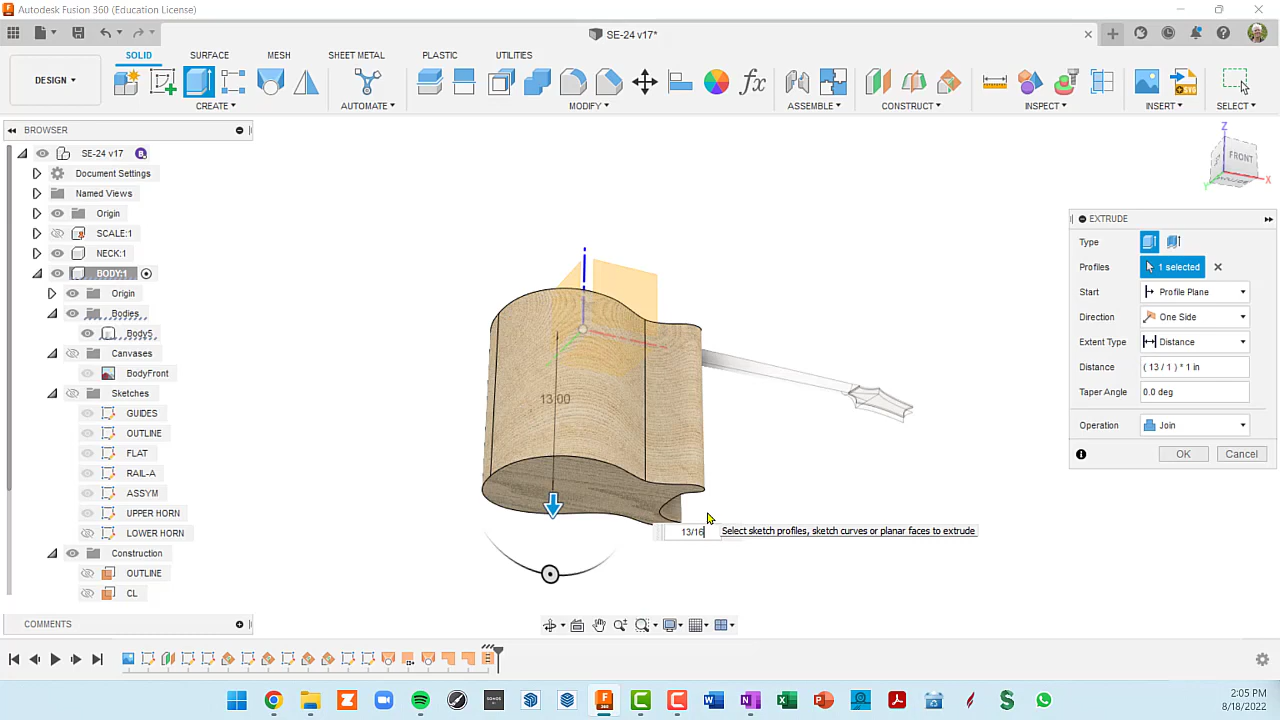 Autodesk Fusion 360 (Education License)
SE-24 v17*
DESIGN
SOLID SURFACE MESH SHEET METAL PLASTIC UTILITIES
CREATE AUTOMATE MODIFY ASSEMBLE CONSTRUCT INSPECT INSERT SELECT
BROWSER
SE-24 v17
Document Settings
Named Views
Origin
SCALE:1
NECK:1
BODY:1
Origin
Bodies
Body5
Canvases
BodyFront
Sketches
GUIDES
OUTLINE
FLAT
RAIL-A
ASSYM
UPPER HORN
LOWER HORN
Construction
OUTLINE
CL
COMMENTS
Z
FRONT
X
Y
13.00
13/16
Select sketch profiles, sketch curves or planar faces to extrude
EXTRUDE
Type
Profiles 1 selected
Start Profile Plane
Direction One Side
Extent Type Distance
Distance ( 13 / 1 ) * 1 in
Taper Angle 0.0 deg
Operation Join
OK Cancel
2:05 PM
8/18/2022